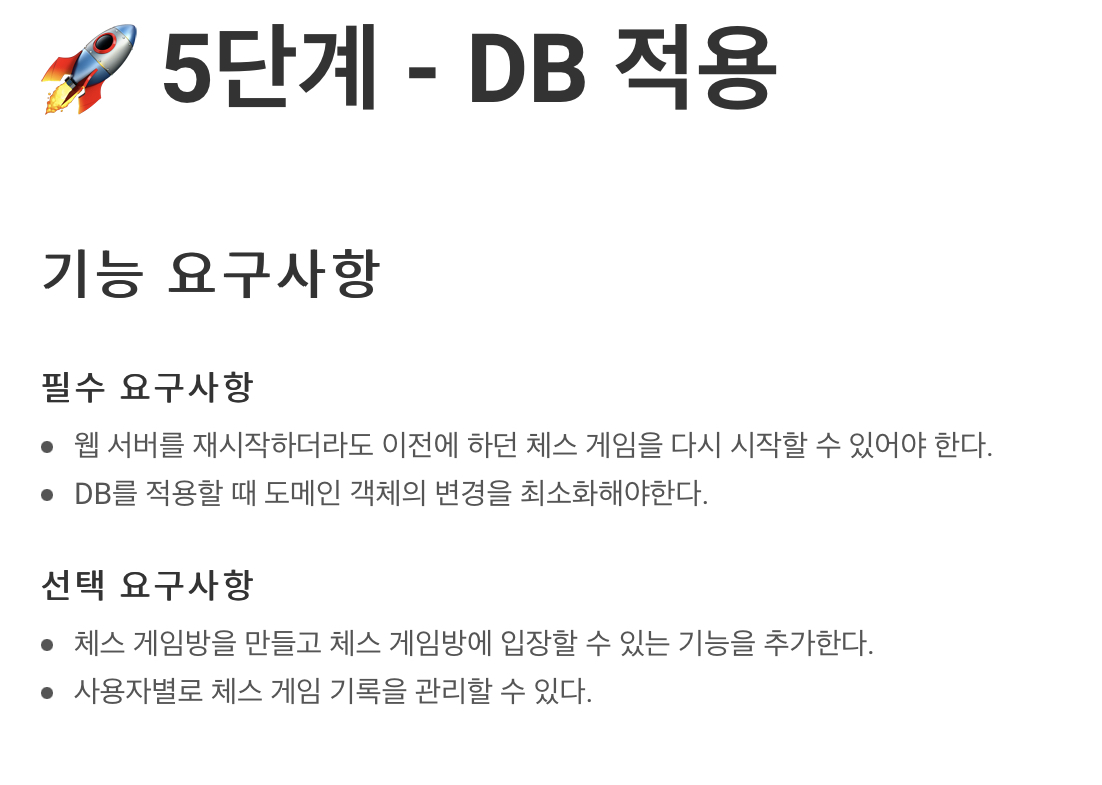 🚀 5단계 - DB 적용
기능 요구사항
필수 요구사항
● 웹 서버를 재시작하더라도 이전에 하던 체스 게임을 다시 시작할 수 있어야 한다.
● DB를 적용할 때 도메인 객체의 변경을 최소화해야한다.
선택 요구사항
● 체스 게임방을 만들고 체스 게임방에 입장할 수 있는 기능을 추가한다.
● 사용자별로 체스 게임 기록을 관리할 수 있다.